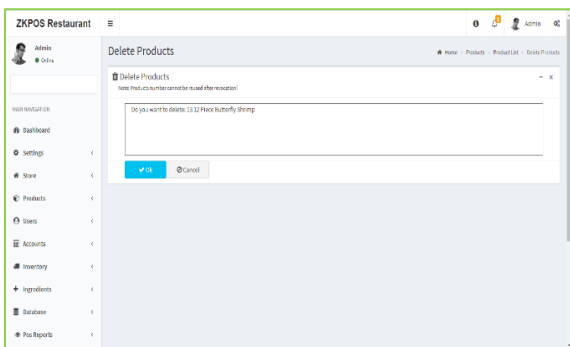 ZKPOS Restaurant
Admin
Admin
Online
Delete Products
Home > Products > Product List > Delete Products
Delete Products
Note: Products number cannot be reused after revocation!
Do you want to delete: 13 12 Piece Butterfly Shrimp
Ok
Cancel
MAIN NAVIGATION
Dashboard
Settings
Store
Products
Users
Accounts
Inventory
Ingredients
Database
Pos Reports